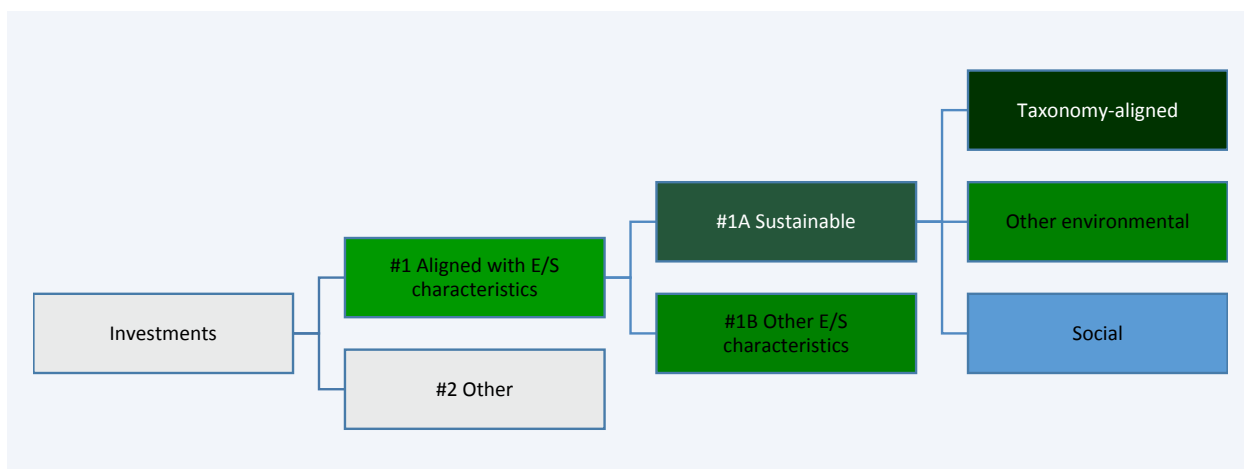 Investments
#1 Aligned with E/S
characteristics
#2 Other
#1A Sustainable
#1B Other E/S
characteristics
Taxonomy-aligned
Other environmental
Social